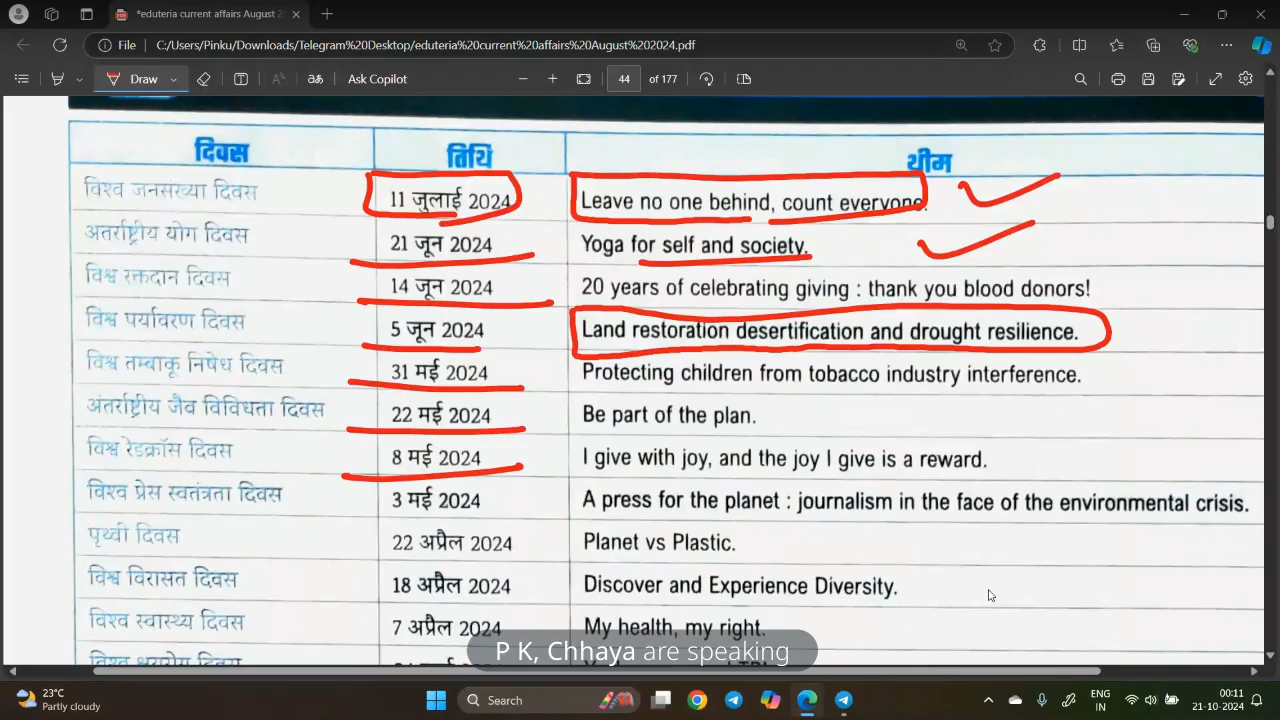 *eduteria current affairs August 2
File C:/Users/Pinku/Downloads/Telegram%20Desktop/eduteria%20current%20affairs%20August%202024.pdf
Draw Ask Copilot 44 of 177
दिवस तिथि थीम
विश्व जनसंख्या दिवस 11 जुलाई 2024 Leave no one behind, count everyone.
अंतर्राष्ट्रीय योग दिवस 21 जून 2024 Yoga for self and society.
विश्व रक्तदान दिवस 14 जून 2024 20 years of celebrating giving : thank you blood donors!
विश्व पर्यावरण दिवस 5 जून 2024 Land restoration desertification and drought resilience.
विश्व तम्बाकू निषेध दिवस 31 मई 2024 Protecting children from tobacco industry interference.
अंतर्राष्ट्रीय जैव विविधता दिवस 22 मई 2024 Be part of the plan.
विश्व रेडक्रॉस दिवस 8 मई 2024 I give with joy, and the joy I give is a reward.
विश्व प्रेस स्वतंत्रता दिवस 3 मई 2024 A press for the planet : journalism in the face of the environmental crisis.
पृथ्वी दिवस 22 अप्रैल 2024 Planet vs Plastic.
विश्व विरासत दिवस 18 अप्रैल 2024 Discover and Experience Diversity.
विश्व स्वास्थ्य दिवस 7 अप्रैल 2024 My health, my right.
P K, Chhaya are speaking
23°C Search ENG 00:11
Partly cloudy IN 21-10-2024